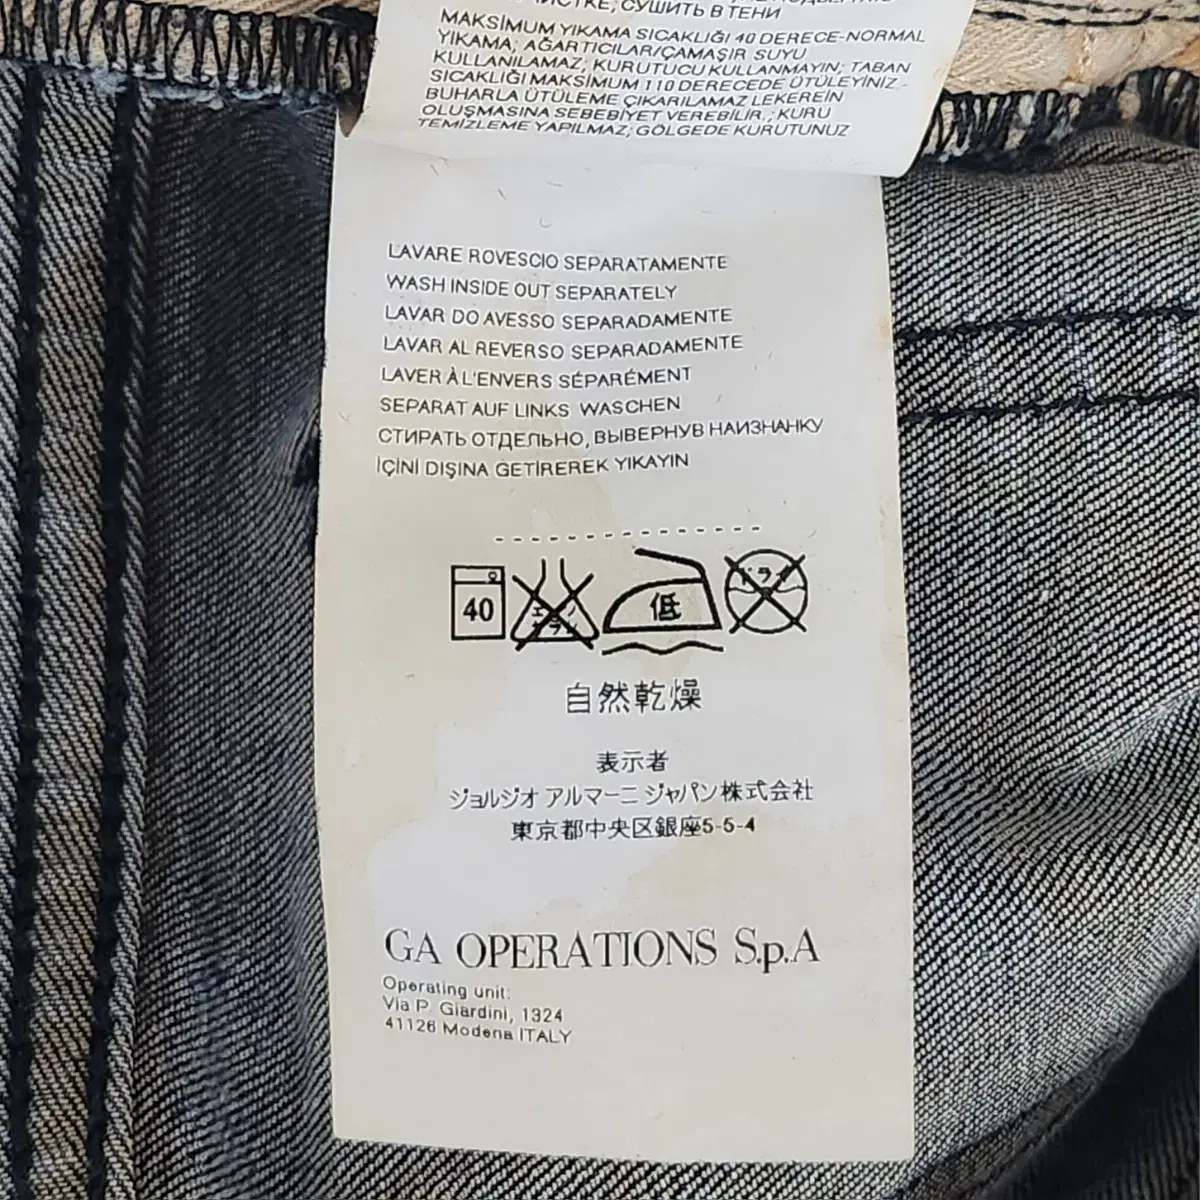 СУШИТЬ В ТЕНИ
MAKSİMUM YIKAMA SICAKLIĞI 40 DERECE-NORMAL
YIKAMA; AĞARTICILAR/ÇAMAŞIR SUYU
KULLANILAMAZ, KURUTUCU KULLANMAYIN; TABAN
SICAKLIĞI MAKSİMUM 110 DERECEDE ÜTÜLEYİNİZ -
BUHARLA ÜTÜLEME ÇIKARILAMAZ LEKEREİN
OLUŞMASINA SEBEBİYET VEREBİLİR.; KURU
TEMİZLEME YAPILMAZ; GÖLGEDE KURUTUNUZ
LAVARE ROVESCIO SEPARATAMENTE
WASH INSIDE OUT SEPARATELY
LAVAR DO AVESSO SEPARADAMENTE
LAVAR AL REVERSO SEPARADAMENTE
LAVER À L'ENVERS SÉPARÉMENT
SEPARAT AUF LINKS WASCHEN
СТИРАТЬ ОТДЕЛЬНО, ВЫВЕРНУВ НАИЗНАНКУ
İÇİNİ DIŞINA GETİREREK YIKAYIN
40 低
自然乾燥
表示者
ジョルジオ アルマーニ ジャパン株式会社
東京都中央区銀座5-5-4
GA OPERATIONS S.p.A
Operating unit:
Via P. Giardini, 1324
41126 Modena ITALY